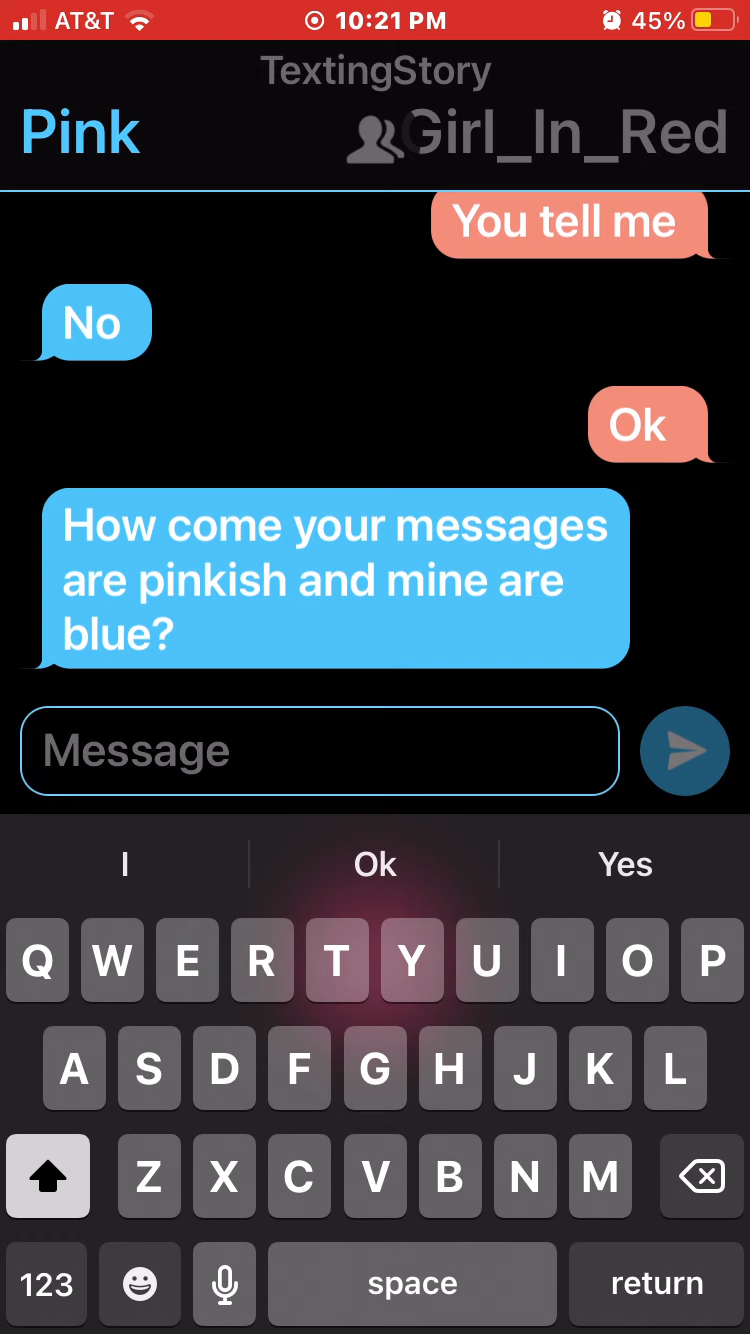 AT&T 10:21 PM 45%
TextingStory
Pink Girl_In_Red
You tell me
No
Ok
How come your messages
are pinkish and mine are
blue?
Message
I Ok Yes
Q W E R T Y U I O P
A S D F G H J K L
Z X C V B N M
123 space return